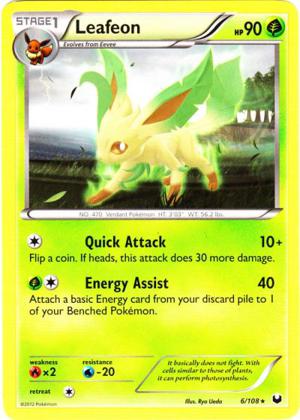 STAGE1
Leafeon
HP 90
Evolves from Eevee
NO. 470 Verdant Pokémon HT: 3'03" WT: 56.2 lbs.
Quick Attack 10+
Flip a coin. If heads, this attack does 30 more damage.
Energy Assist 40
Attach a basic Energy card from your discard pile to 1
of your Benched Pokémon.
weakness resistance
×2 -20
retreat
It basically does not fight. With
cells similar to those of plants,
it can perform photosynthesis.
©2012 Pokémon
Illus. Ryo Ueda
6/108